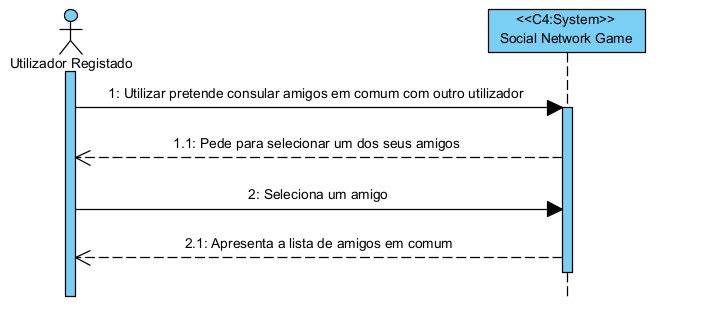 <<C4:System>>
Social Network Game
Utilizador Registado
1: Utilizar pretende consular amigos em comum com outro utilizador
1.1: Pede para selecionar um dos seus amigos
2: Seleciona um amigo
2.1: Apresenta a lista de amigos em comum